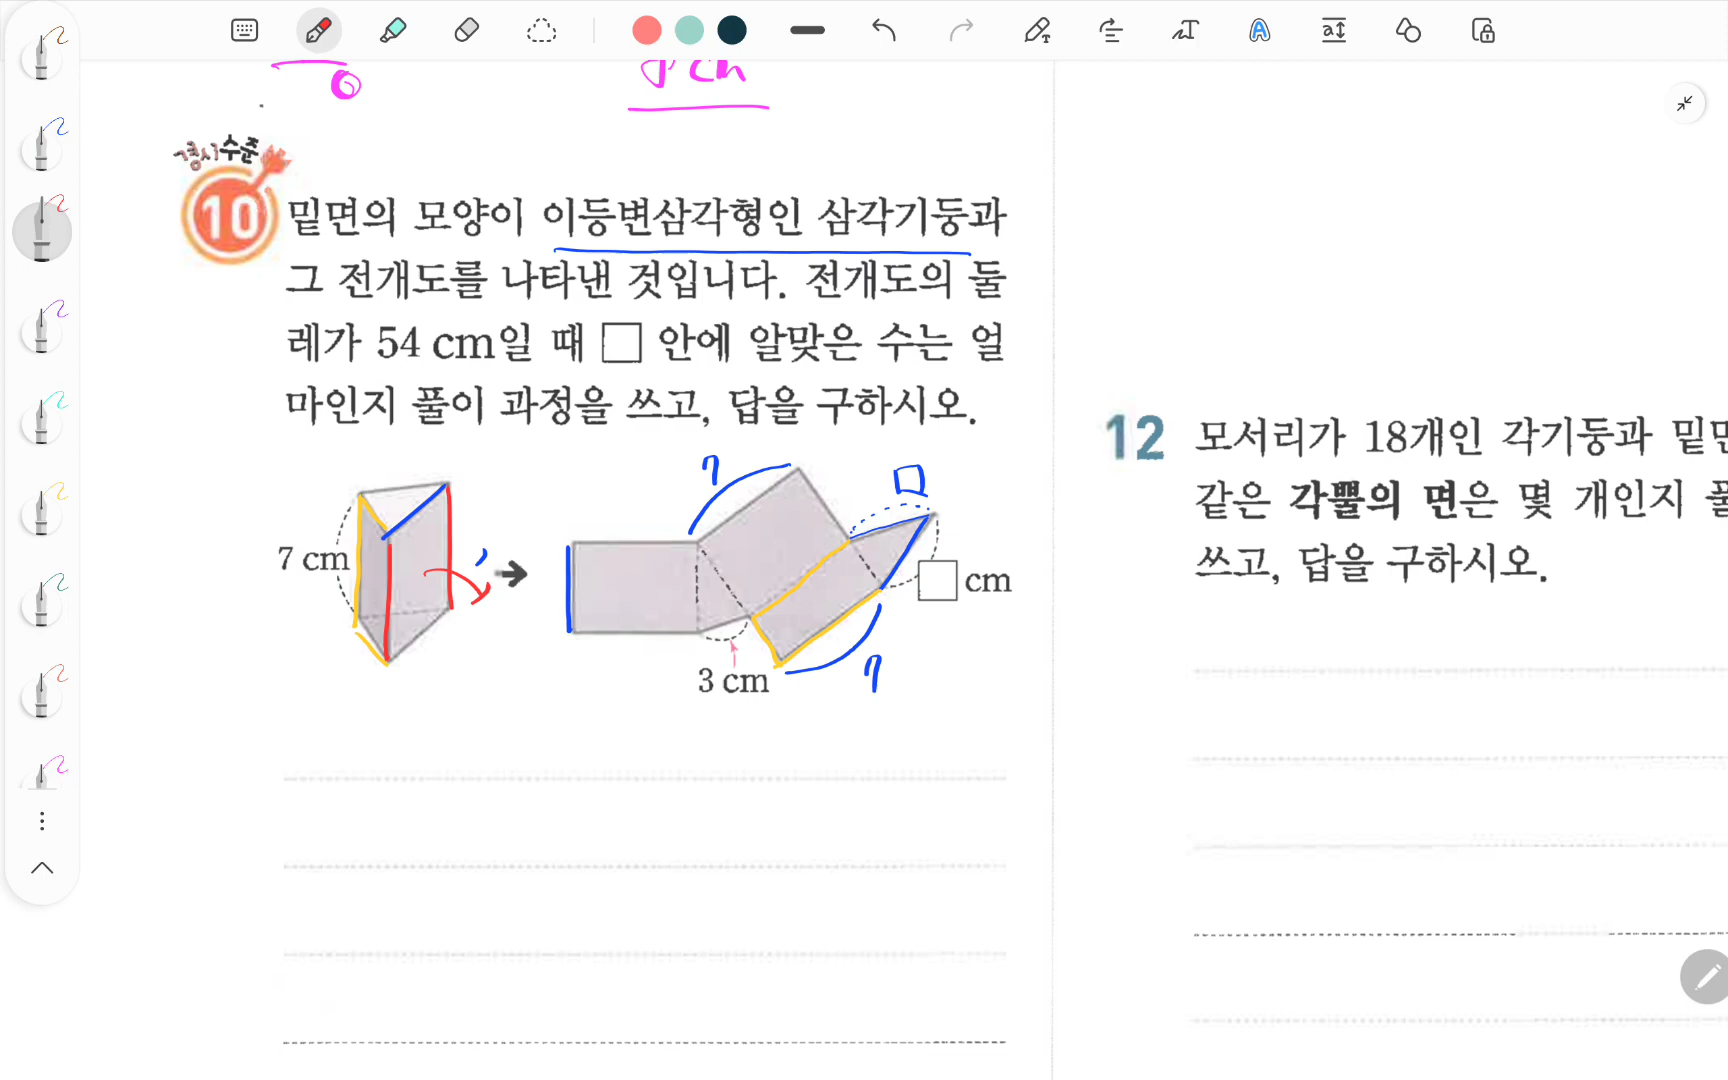 6
cm
경시수준
10 밑면의 모양이 이등변삼각형인 삼각기둥과
그 전개도를 나타낸 것입니다. 전개도의 둘
레가 54 cm일 때 □ 안에 알맞은 수는 얼
마인지 풀이 과정을 쓰고, 답을 구하시오.
7 cm
7
□
□ cm
3 cm
7
12 모서리가 18개인 각기둥과
같은 각뿔의 면은 몇 개인지
쓰고, 답을 구하시오.